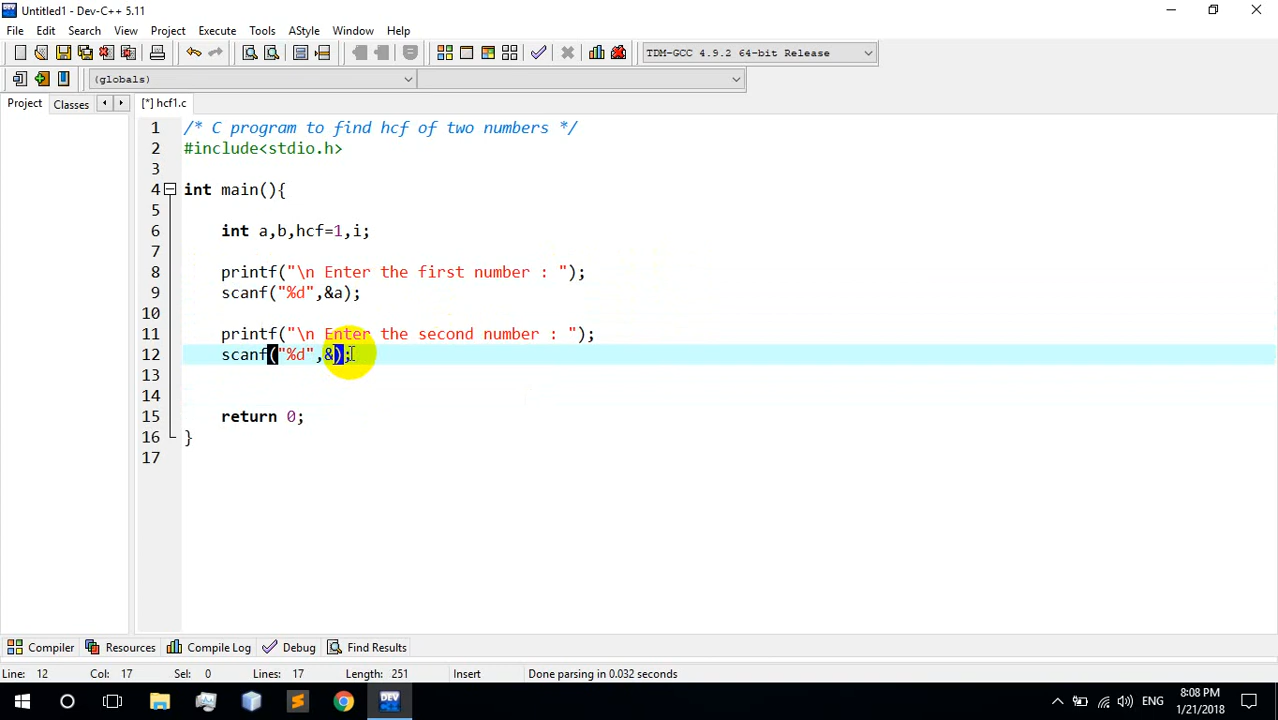 Untitled1 - Dev-C++ 5.11
File Edit Search View Project Execute Tools AStyle Window Help
TDM-GCC 4.9.2 64-bit Release
(globals)
Project Classes [*] hcf1.c
1 /* C program to find hcf of two numbers */
2 #include<stdio.h>
3
4 int main(){
5
6 int a,b,hcf=1,i;
7
8 printf("\n Enter the first number : ");
9 scanf("%d",&a);
10
11 printf("\n Enter the second number : ");
12 scanf("%d",&);
13
14
15 return 0;
16 }
17
Compiler Resources Compile Log Debug Find Results
Line: 12 Col: 17 Sel: 0 Lines: 17 Length: 251 Insert Done parsing in 0.032 seconds
DEV ENG 8:08 PM
1/21/2018